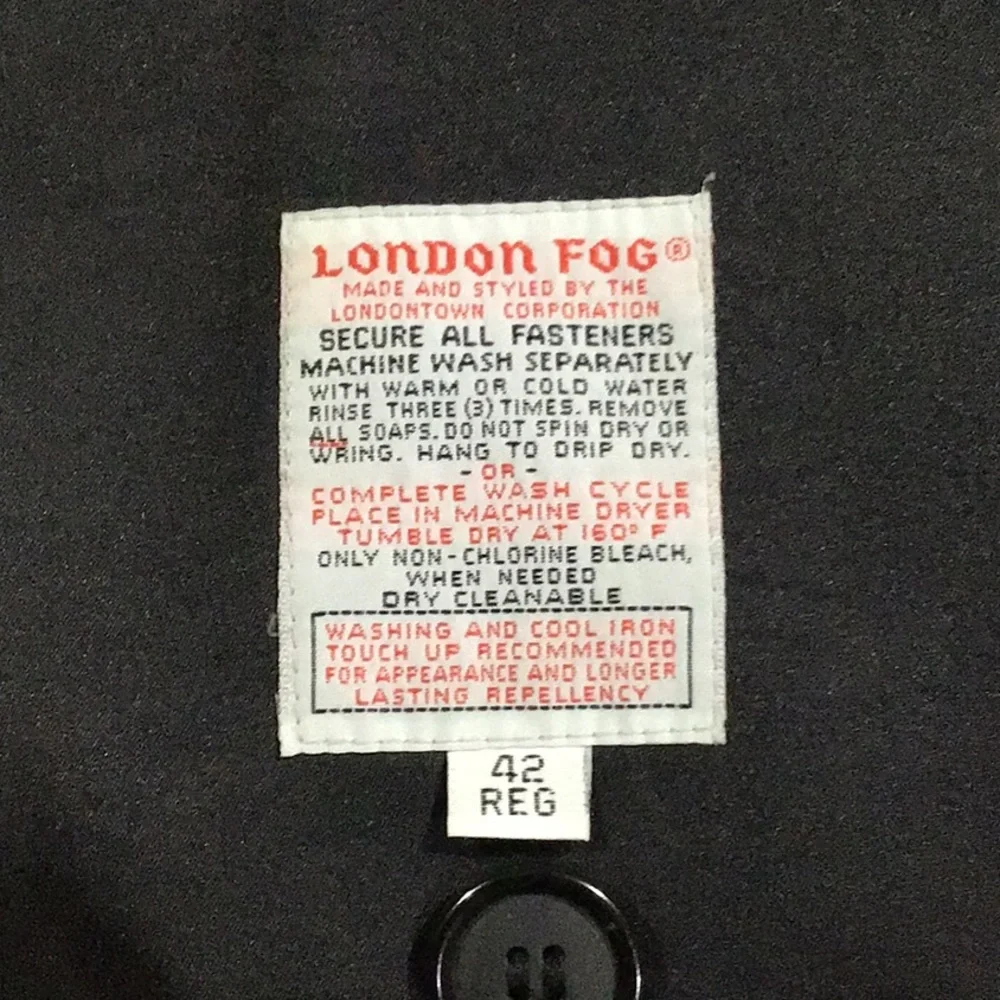 LONDON FOG®
MADE AND STYLED BY THE
LONDONTOWN CORPORATION
SECURE ALL FASTENERS
MACHINE WASH SEPARATELY
WITH WARM OR COLD WATER
RINSE THREE (3) TIMES. REMOVE
ALL SOAPS. DO NOT SPIN DRY OR
WRING. HANG TO DRIP DRY.
- OR -
COMPLETE WASH CYCLE
PLACE IN MACHINE DRYER
TUMBLE DRY AT 160° F
ONLY NON-CHLORINE BLEACH,
WHEN NEEDED
DRY CLEANABLE
WASHING AND COOL IRON
TOUCH UP RECOMMENDED
FOR APPEARANCE AND LONGER
LASTING REPELLENCY
42
REG